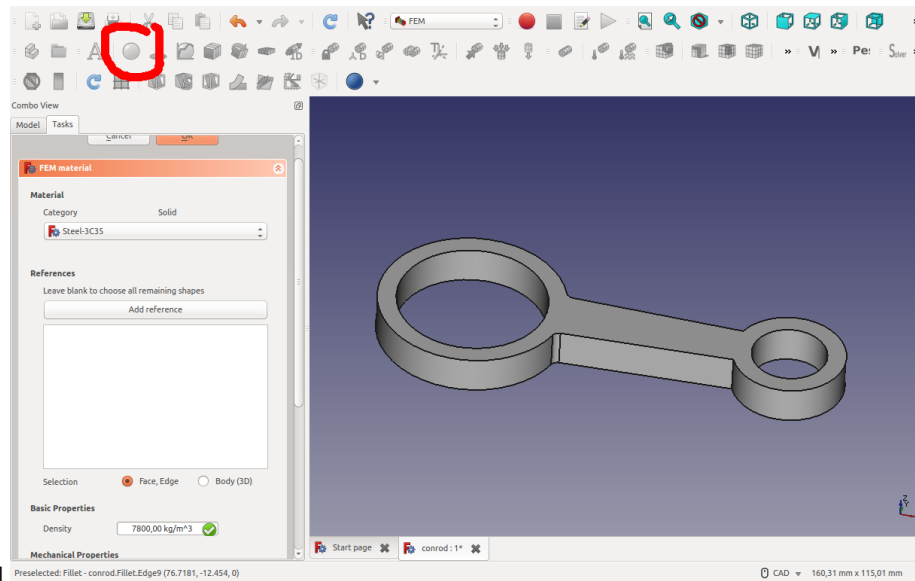 FEM
A
D
V
»
Pe:
Solver
Combo View
Model
Tasks
Cancel
OK
FEM material
Material
Category
Solid
Steel-3C35
References
Leave blank to choose all remaining shapes
Add reference
Selection
Face, Edge
Body (3D)
Basic Properties
Density
7800,00 kg/m^3
Mechanical Properties
Z
Y
Start page
conrod : 1*
Preselected: Fillet - conrod.Fillet.Edge9 (76.7181, -12.454, 0)
CAD
160,31 mm x 115,01 mm